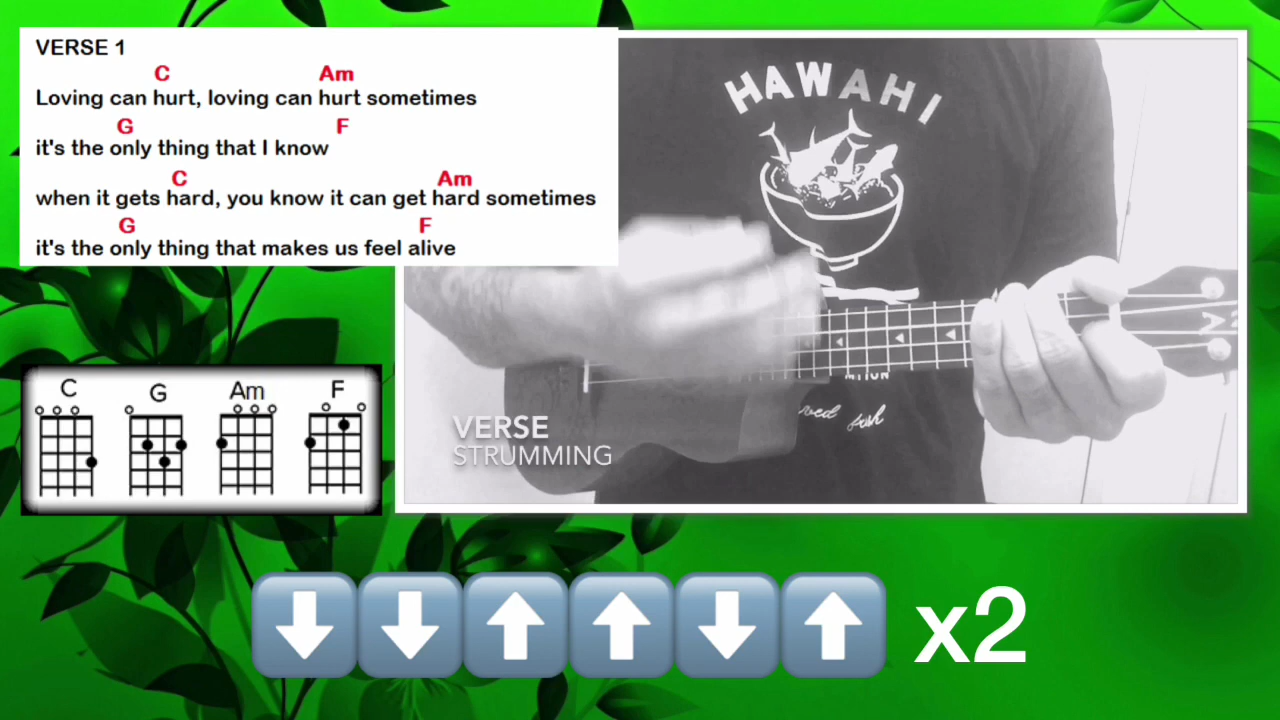 VERSE 1
C Am
Loving can hurt, loving can hurt sometimes
G F
it's the only thing that I know
C Am
when it gets hard, you know it can get hard sometimes
G F
it's the only thing that makes us feel alive
HAWAHI
C G Am F
VERSE
STRUMMING
x2